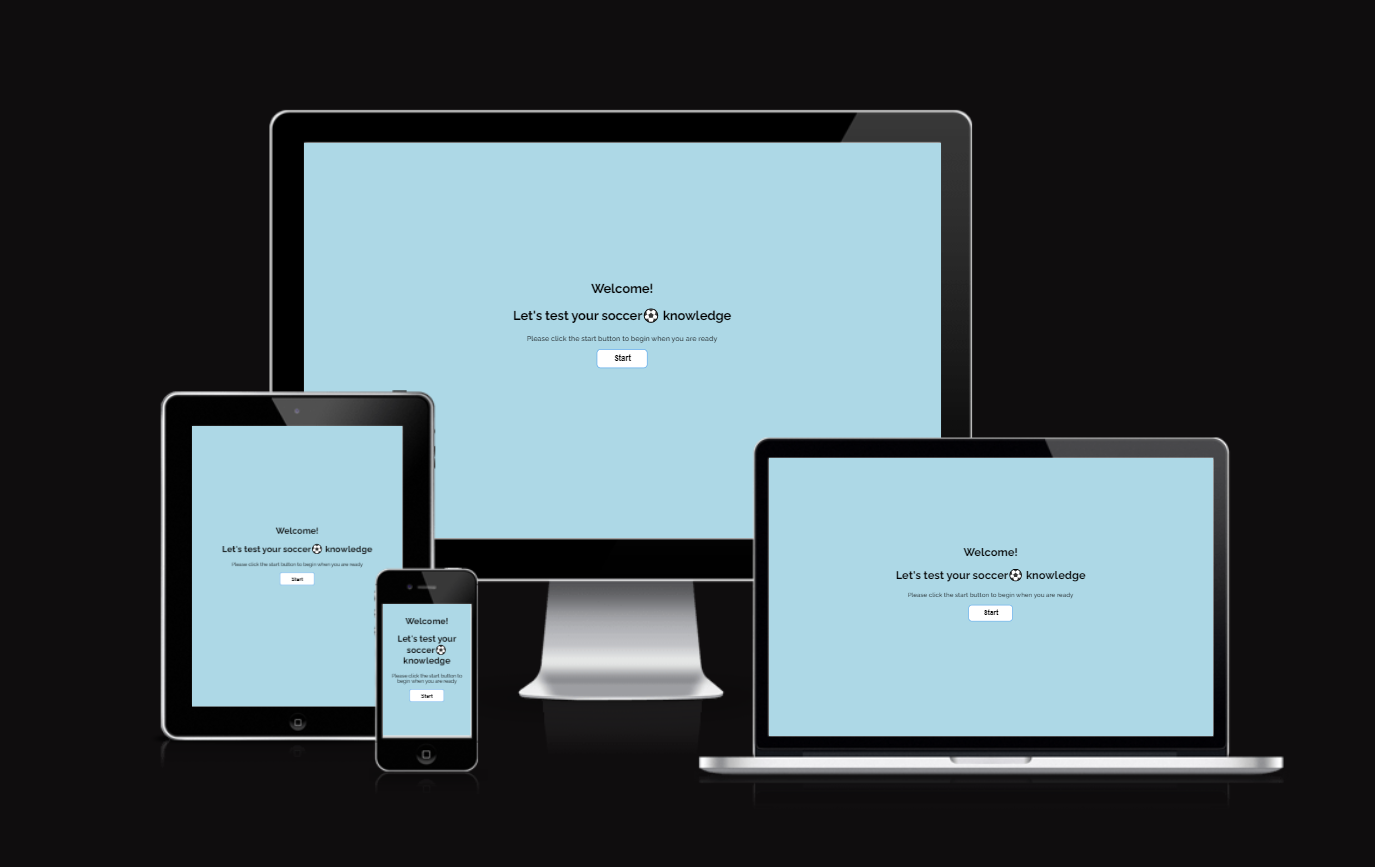 Welcome!
Let's test your soccer⚽ knowledge
Please click the start button to begin when you are ready
Start
Welcome!
Let's test your soccer⚽ knowledge
Please click the start button to begin when you are ready
Start
Welcome!
Let's test your
soccer⚽
knowledge
Please click the start button to
begin when you are ready
Start
Welcome!
Let's test your soccer⚽ knowledge
Please click the start button to begin when you are ready
Start